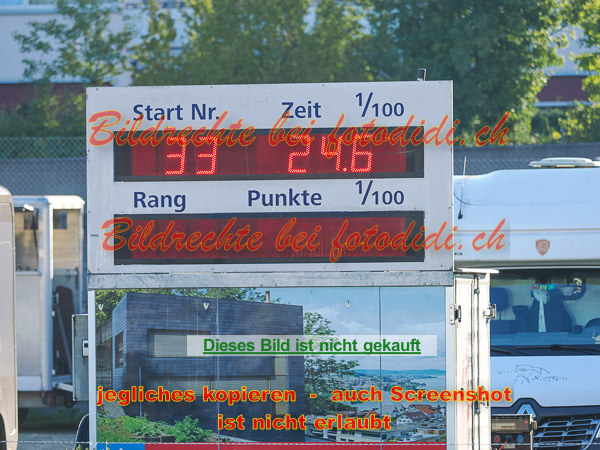 Start Nr. Zeit 1/100
Bildrechte bei fotodidi.ch
33 24.6
Rang Punkte 1/100
Bildrechte bei fotodidi.ch
Dieses Bild ist nicht gekauft
jegliches kopieren - auch Screenshot
ist nicht erlaubt